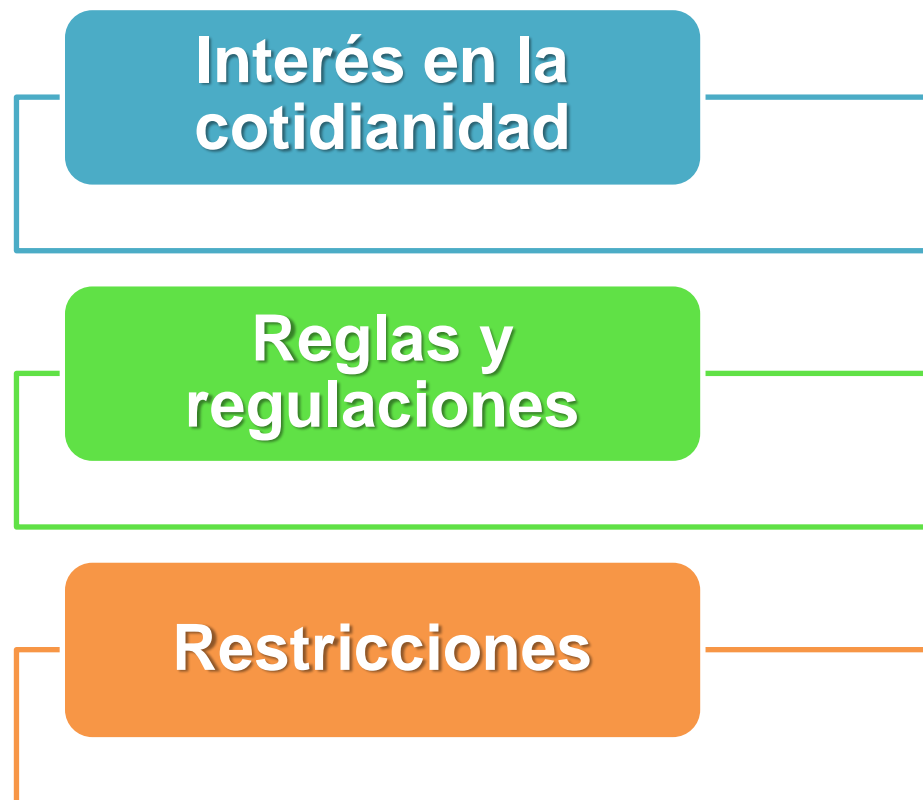 Interés en la
cotidianidad
Reglas y
regulaciones
Restricciones